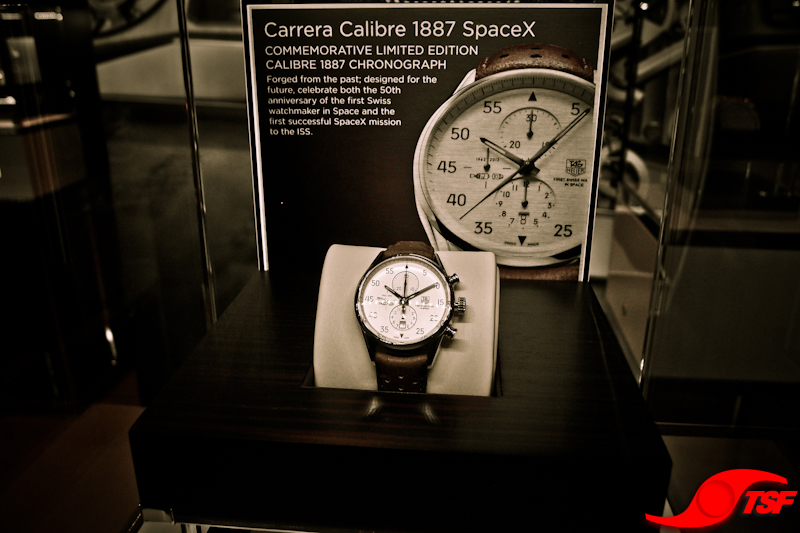 Carrera Calibre 1887 SpaceX
COMMEMORATIVE LIMITED EDITION
CALIBRE 1887 CHRONOGRAPH
Forged from the past; designed for the
future, celebrate both the 50th
anniversary of the first Swiss
watchmaker in Space and the
first successful SpaceX mission
to the ISS.
55
5
30
50
20
45
TAG
HEUER
40
35
25
TSF